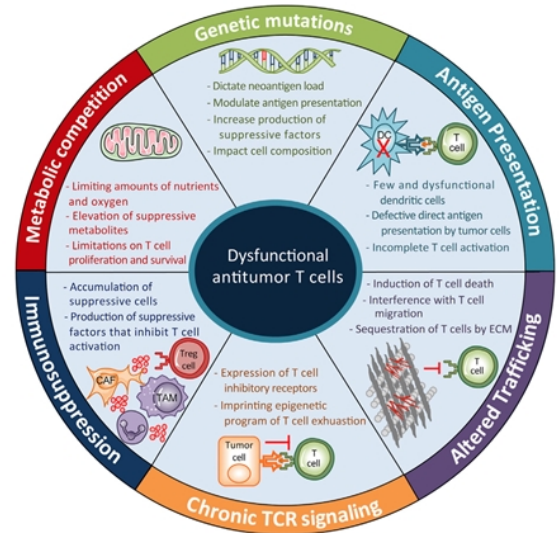 Genetic mutations
- Dictate neoantigen load
- Modulate antigen presentation
- Increase production of
suppressive factors
- Impact cell composition
Antigen Presentation
DC
T
cell
- Few and dysfunctional
dendritic cells
- Defective direct antigen
presentation by tumor cells
- Incomplete T cell activation
Altered Trafficking
- Induction of T cell death
- Interference with T cell
migration
- Sequestration of T cells by ECM
T
cell
Chronic TCR signaling
- Expression of T cell
inhibitory receptors
- Imprinting epigenetic
program of T cell exhuastion
Tumor
cell
T
cell
Immunosuppression
- Accumulation of
suppressive cells
- Production of suppressive
factors that inhibit T cell
activation
Treg
cell
CAF
TAM
Metabolic competition
- Limiting amounts of nutrients
and oxygen
- Elevation of suppressive
metabolites
- Limitations on T cell
proliferation and survival
Dysfunctional
antitumor T cells